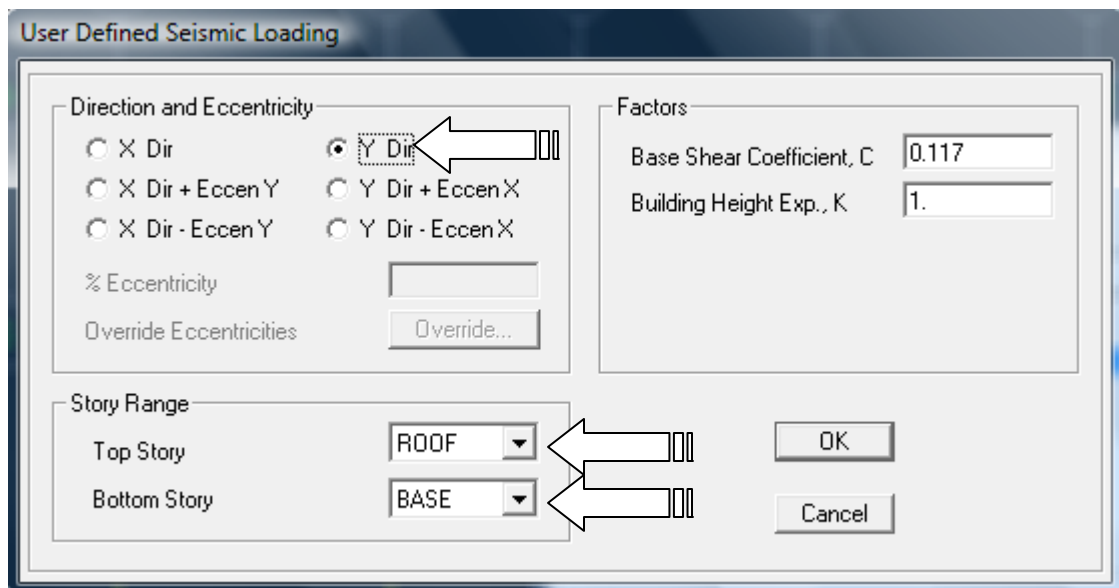 User Defined Seismic Loading
Direction and Eccentricity
X Dir
Y Dir
X Dir + Eccen Y
Y Dir + Eccen X
X Dir - Eccen Y
Y Dir - Eccen X
% Eccentricity
Override Eccentricities
Override...
Factors
Base Shear Coefficient, C
0.117
Building Height Exp., K
1.
Story Range
Top Story
ROOF
Bottom Story
BASE
OK
Cancel